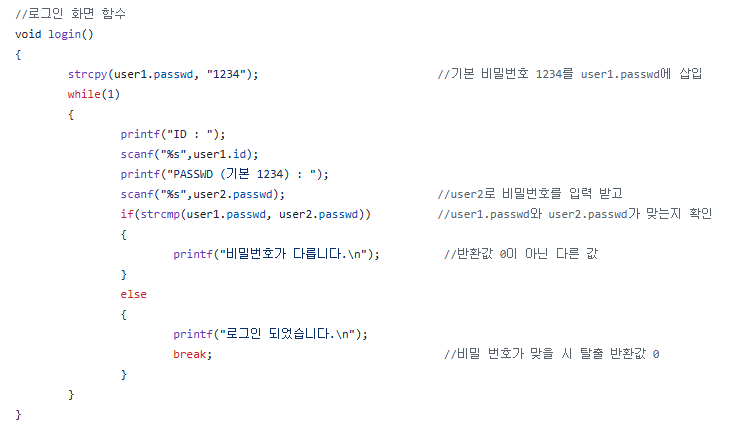 //로그인 화면 함수
void login()
{
strcpy(user1.passwd, "1234"); //기본 비밀번호 1234를 user1.passwd에 삽입
while(1)
{
printf("ID : ");
scanf("%s",user1.id);
printf("PASSWD (기본 1234) : ");
scanf("%s",user2.passwd); //user2로 비밀번호를 입력 받고
if(strcmp(user1.passwd, user2.passwd)) //user1.passwd와 user2.passwd가 맞는지 확인
{
printf("비밀번호가 다릅니다.\n"); //반환값 0이 아닌 다른 값
}
else
{
printf("로그인 되었습니다.\n");
break; //비밀 번호가 맞을 시 탈출 반환값 0
}
}
}